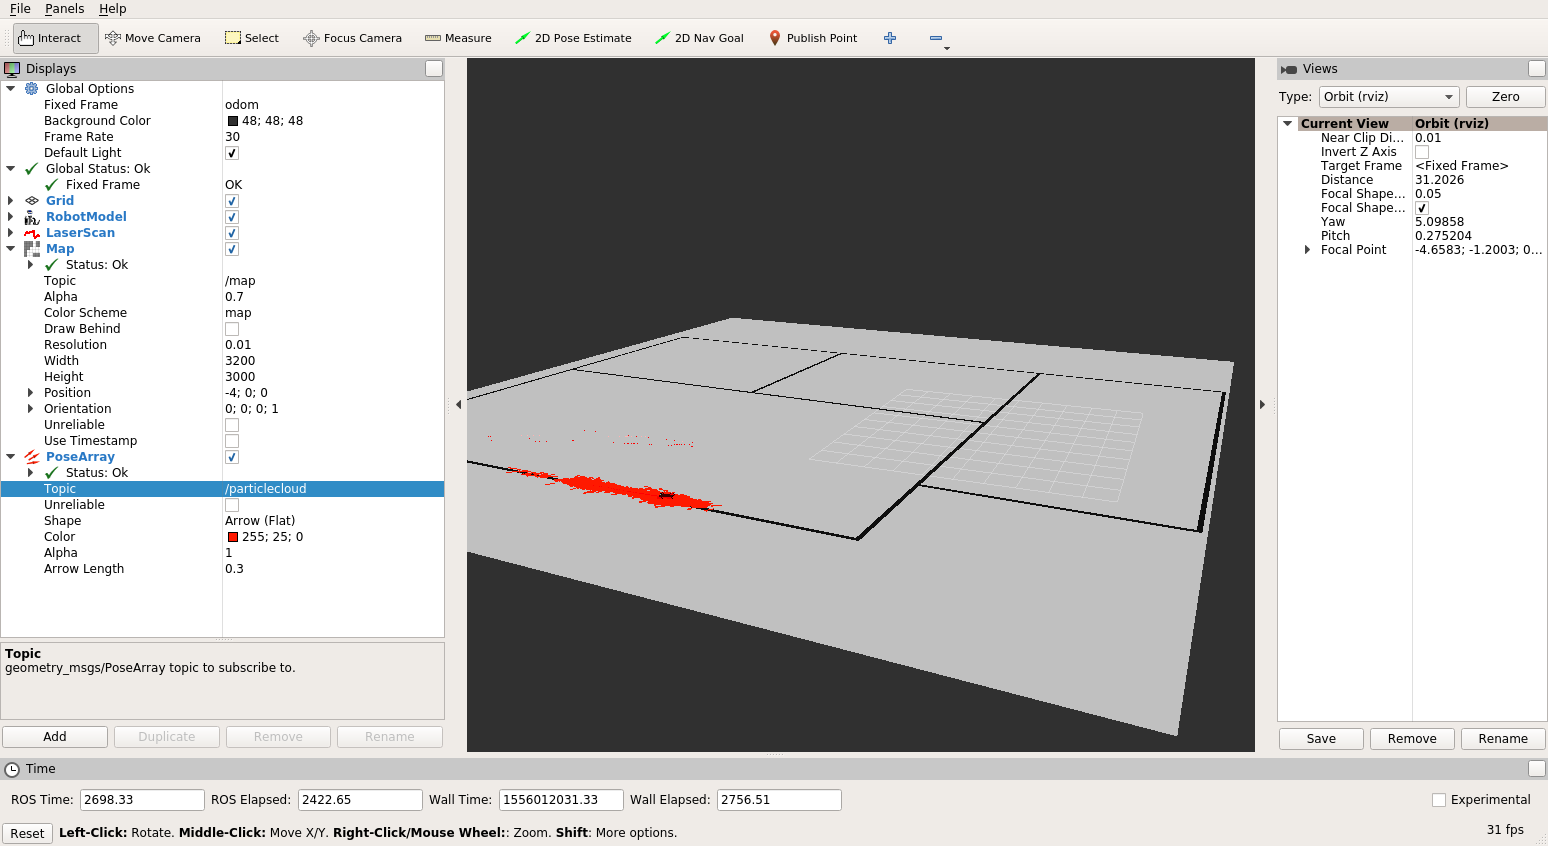 File Panels Help
Interact Move Camera Select Focus Camera Measure 2D Pose Estimate 2D Nav Goal Publish Point
Displays
Global Options
Fixed Frame odom
Background Color 48; 48; 48
Frame Rate 30
Default Light
Global Status: Ok
Fixed Frame OK
Grid
RobotModel
LaserScan
Map
Status: Ok
Topic /map
Alpha 0.7
Color Scheme map
Draw Behind
Resolution 0.01
Width 3200
Height 3000
Position -4; 0; 0
Orientation 0; 0; 0; 1
Unreliable
Use Timestamp
PoseArray
Status: Ok
Topic /particlecloud
Unreliable
Shape Arrow (Flat)
Color 255; 25; 0
Alpha 1
Arrow Length 0.3
Topic
geometry_msgs/PoseArray topic to subscribe to.
Add Duplicate Remove Rename
Views
Type: Orbit (rviz) Zero
Current View Orbit (rviz)
Near Clip Di... 0.01
Invert Z Axis
Target Frame <Fixed Frame>
Distance 31.2026
Focal Shape... 0.05
Focal Shape...
Yaw 5.09858
Pitch 0.275204
Focal Point -4.6583; -1.2003; 0...
Save Remove Rename
Time
ROS Time: 2698.33 ROS Elapsed: 2422.65 Wall Time: 1556012031.33 Wall Elapsed: 2756.51 Experimental
Reset Left-Click: Rotate. Middle-Click: Move X/Y. Right-Click/Mouse Wheel:: Zoom. Shift: More options. 31 fps